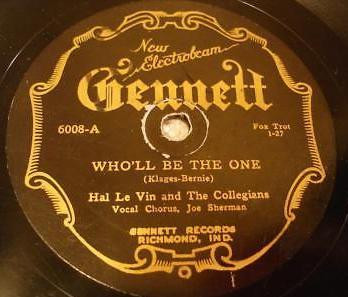 New
Electrobeam
Gennett
6008-A
Fox Trot
1-27
WHO'LL BE THE ONE
(Klages-Bernie)
Hal Le Vin and The Collegians
Vocal Chorus, Joe Sherman
GENNETT RECORDS
RICHMOND, IND.